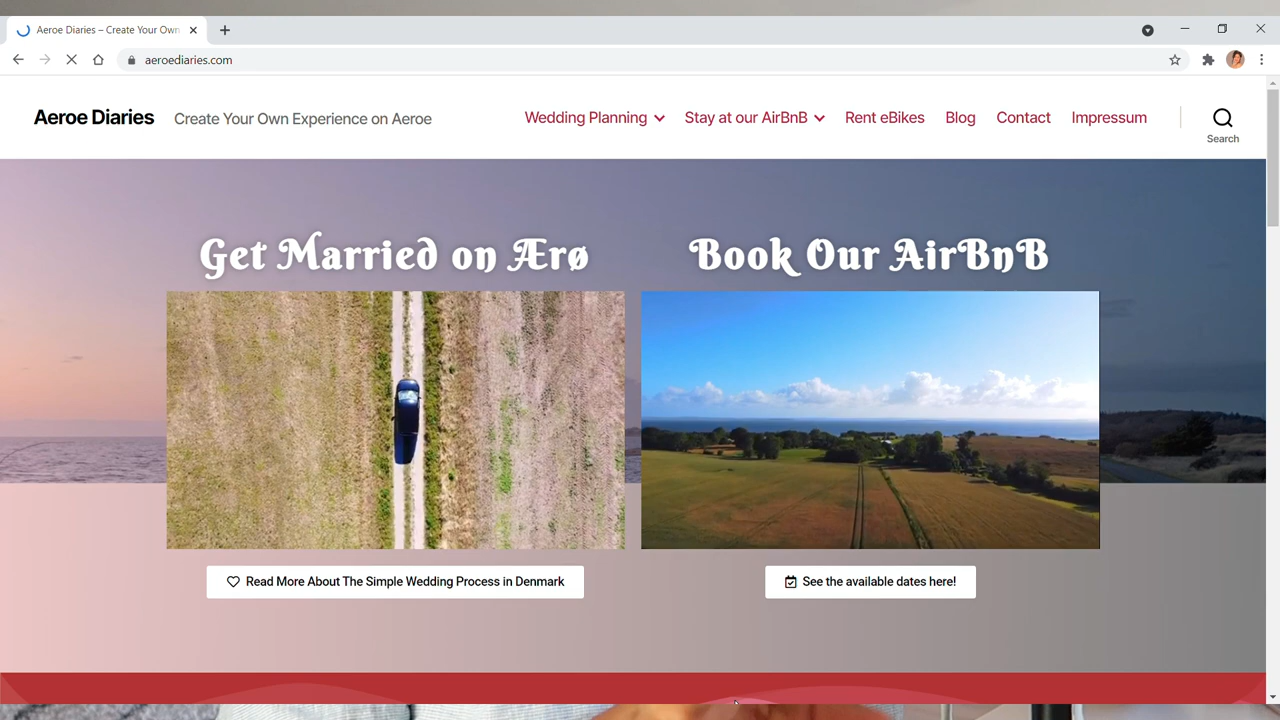 Aeroe Diaries – Create Your Own
aeroediaries.com
Aeroe Diaries Create Your Own Experience on Aeroe Wedding Planning Stay at our AirBnB Rent eBikes Blog Contact Impressum
Search
Get Married on Ærø Book Our AirBnB
Read More About The Simple Wedding Process in Denmark See the available dates here!